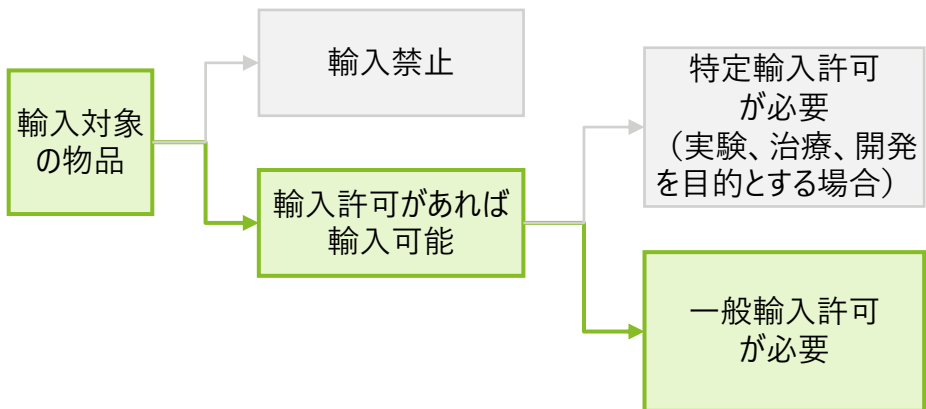 輸入対象
の物品
輸入禁止
輸入許可があれば
輸入可能
特定輸入許可
が必要
（実験、治療、開発
を目的とする場合）
一般輸入許可
が必要